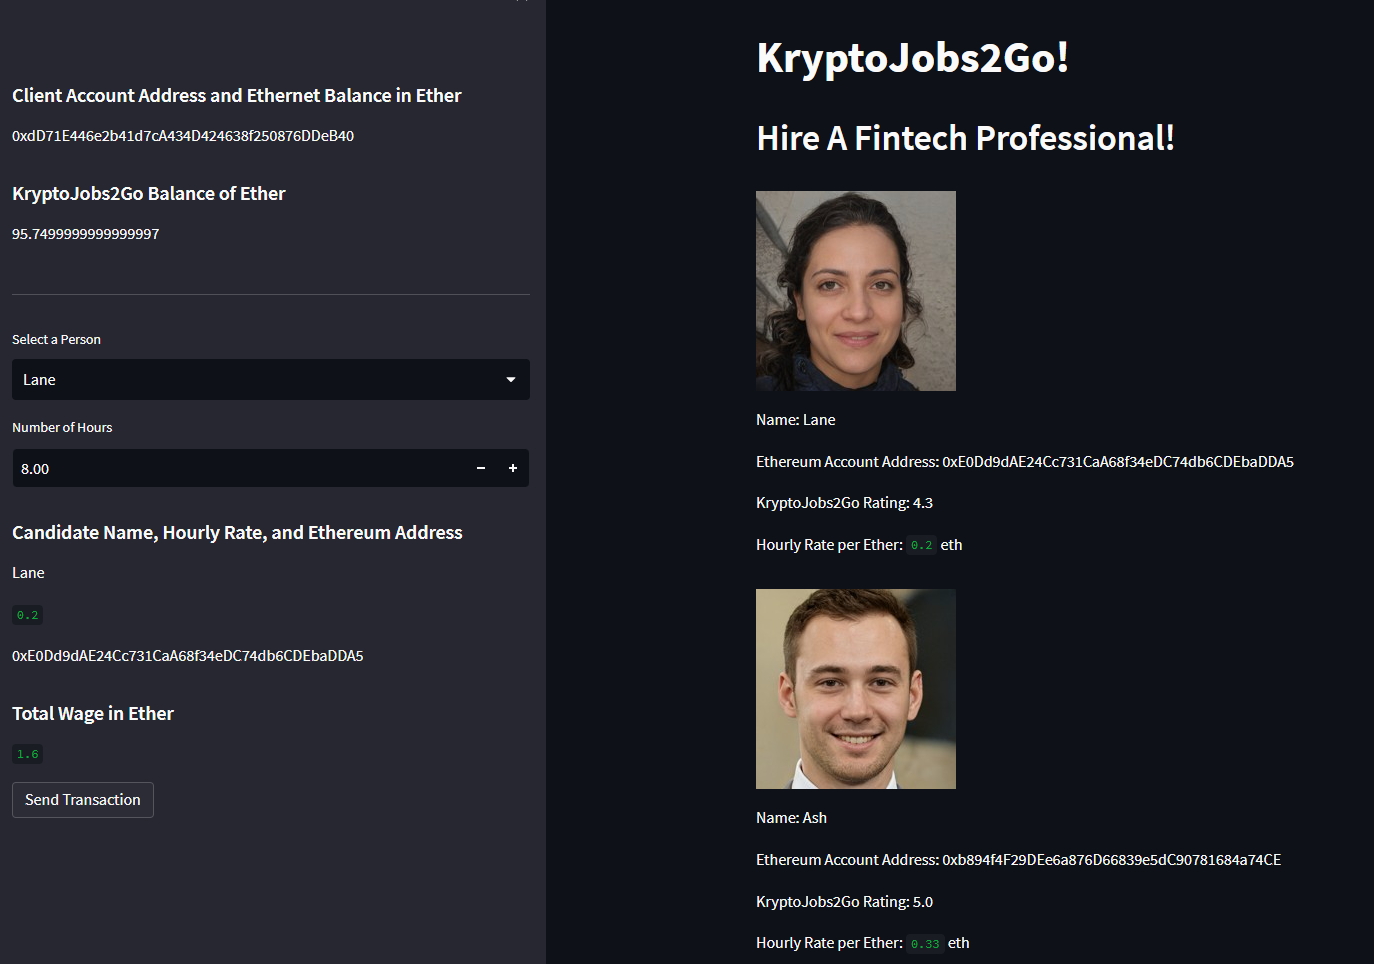 Client Account Address and Ethernet Balance in Ether
0xdD71E446e2b41d7cA434D424638f250876DDeB40
KryptoJobs2Go Balance of Ether
95.7499999999999997
Select a Person
Lane
Number of Hours
8.00
Candidate Name, Hourly Rate, and Ethereum Address
Lane
0.2
0xE0Dd9dAE24Cc731CaA68f34eDC74db6CDEbaDDA5
Total Wage in Ether
1.6
Send Transaction
KryptoJobs2Go!
Hire A Fintech Professional!
Name: Lane
Ethereum Account Address: 0xE0Dd9dAE24Cc731CaA68f34eDC74db6CDEbaDDA5
KryptoJobs2Go Rating: 4.3
Hourly Rate per Ether: 0.2 eth
Name: Ash
Ethereum Account Address: 0xb894f4F29DEe6a876D66839e5dC90781684a74CE
KryptoJobs2Go Rating: 5.0
Hourly Rate per Ether: 0.33 eth